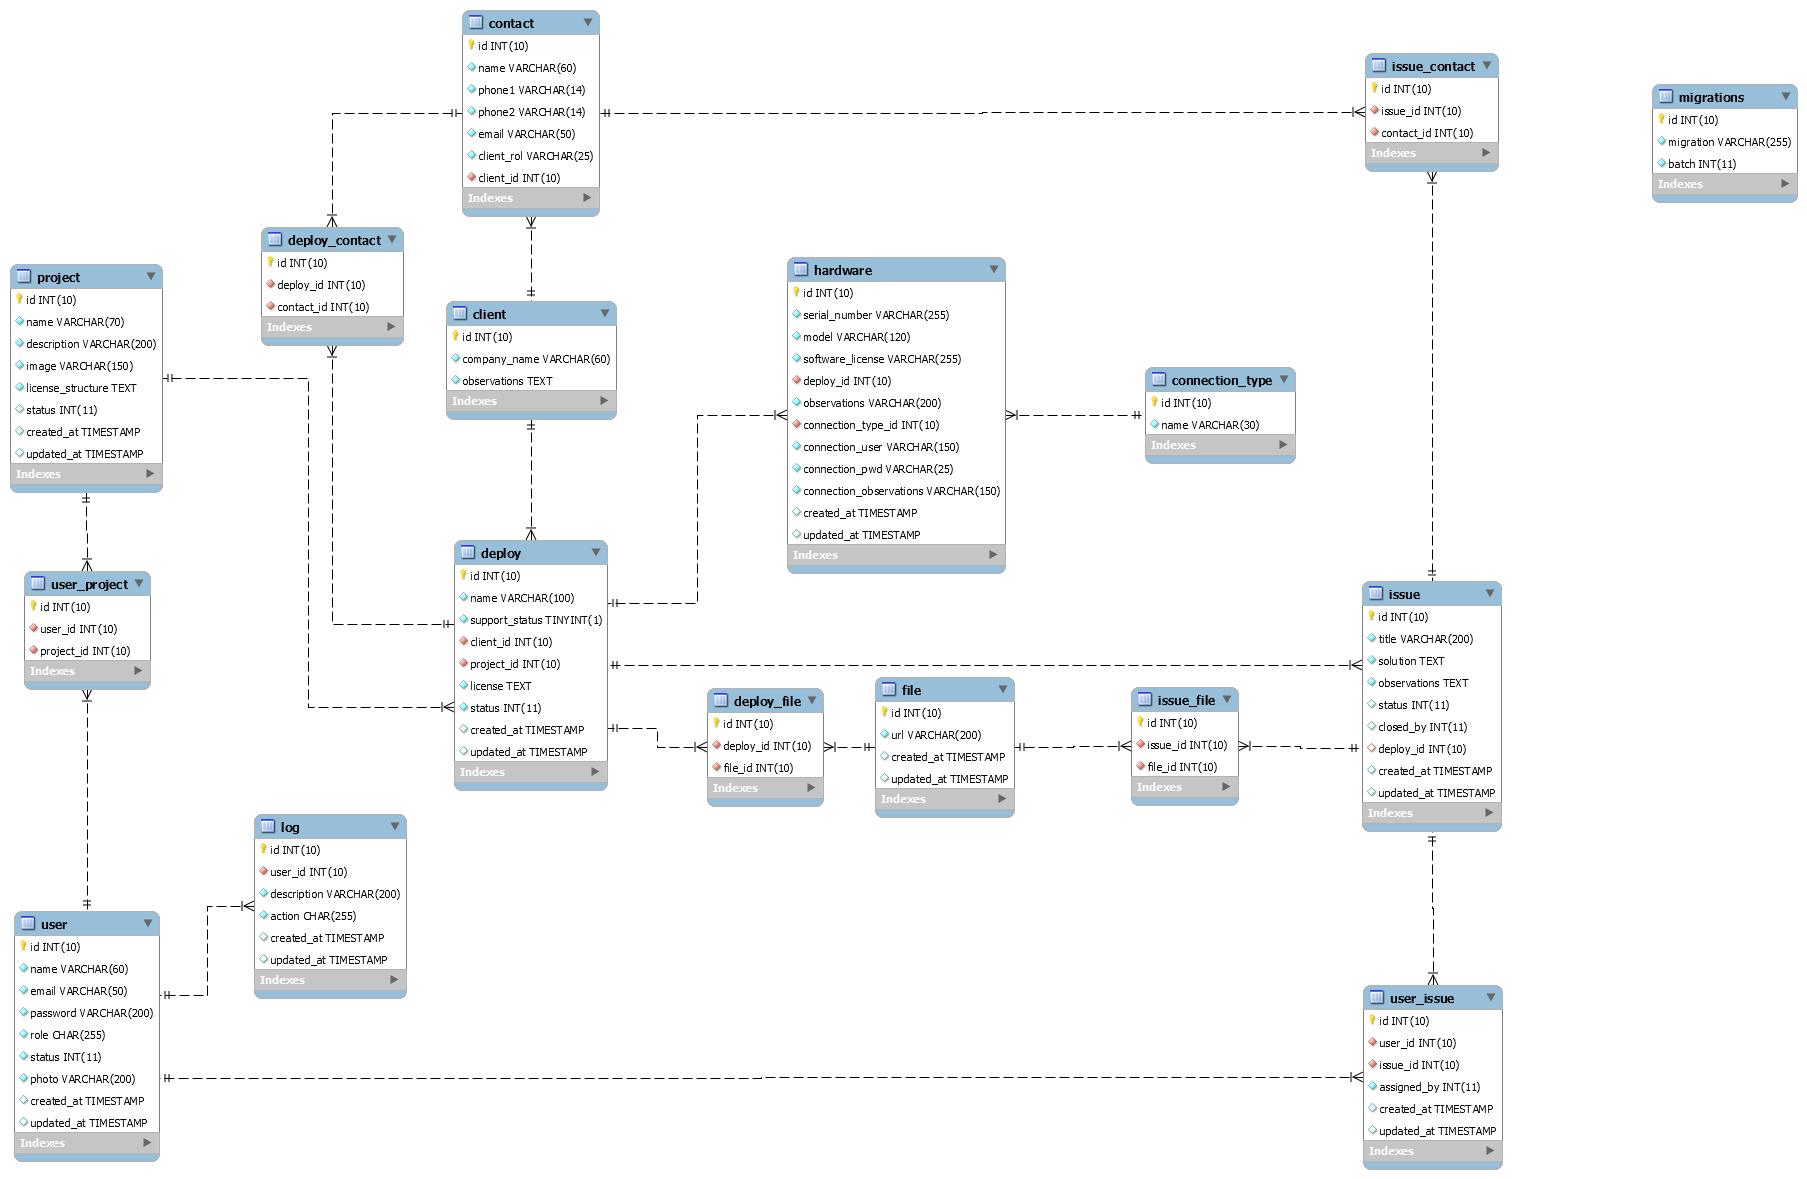 contact
id INT(10)
name VARCHAR(60)
phone1 VARCHAR(14)
phone2 VARCHAR(14)
email VARCHAR(50)
client_rol VARCHAR(25)
client_id INT(10)
Indexes
issue_contact
id INT(10)
issue_id INT(10)
contact_id INT(10)
Indexes
migrations
id INT(10)
migration VARCHAR(255)
batch INT(11)
Indexes
deploy_contact
id INT(10)
deploy_id INT(10)
contact_id INT(10)
Indexes
project
id INT(10)
name VARCHAR(70)
description VARCHAR(200)
image VARCHAR(150)
license_structure TEXT
status INT(11)
created_at TIMESTAMP
updated_at TIMESTAMP
Indexes
client
id INT(10)
company_name VARCHAR(60)
observations TEXT
Indexes
hardware
id INT(10)
serial_number VARCHAR(255)
model VARCHAR(120)
software_license VARCHAR(255)
deploy_id INT(10)
observations VARCHAR(200)
connection_type_id INT(10)
connection_user VARCHAR(150)
connection_pwd VARCHAR(25)
connection_observations VARCHAR(150)
created_at TIMESTAMP
updated_at TIMESTAMP
Indexes
connection_type
id INT(10)
name VARCHAR(30)
Indexes
user_project
id INT(10)
user_id INT(10)
project_id INT(10)
Indexes
deploy
id INT(10)
name VARCHAR(100)
support_status TINYINT(1)
client_id INT(10)
project_id INT(10)
license TEXT
status INT(11)
created_at TIMESTAMP
updated_at TIMESTAMP
Indexes
deploy_file
id INT(10)
deploy_id INT(10)
file_id INT(10)
Indexes
file
id INT(10)
url VARCHAR(200)
created_at TIMESTAMP
updated_at TIMESTAMP
Indexes
issue_file
id INT(10)
issue_id INT(10)
file_id INT(10)
Indexes
issue
id INT(10)
title VARCHAR(200)
solution TEXT
observations TEXT
status INT(11)
closed_by INT(11)
deploy_id INT(10)
created_at TIMESTAMP
updated_at TIMESTAMP
Indexes
log
id INT(10)
user_id INT(10)
description VARCHAR(200)
action CHAR(255)
created_at TIMESTAMP
updated_at TIMESTAMP
Indexes
user
id INT(10)
name VARCHAR(60)
email VARCHAR(50)
password VARCHAR(200)
role CHAR(255)
status INT(11)
photo VARCHAR(200)
created_at TIMESTAMP
updated_at TIMESTAMP
Indexes
user_issue
id INT(10)
user_id INT(10)
issue_id INT(10)
assigned_by INT(11)
created_at TIMESTAMP
updated_at TIMESTAMP
Indexes